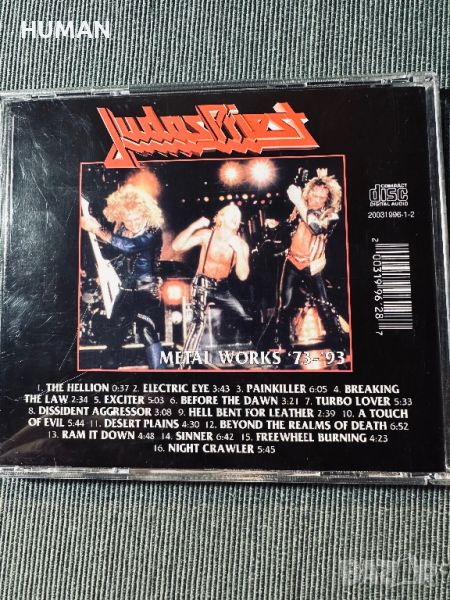 HUMAN
Judas Priest
COMPACT
disc
DIGITAL AUDIO
20031996-1-2
2 00319 96 28 7
METAL WORKS '73-'93
1. THE HELLION 0:37 2. ELECTRIC EYE 3:43 3. PAINKILLER 6:05 4. BREAKING
THE LAW 2:34 5. EXCITER 5:03 6. BEFORE THE DAWN 3:21 7. TURBO LOVER 5:33
8. DISSIDENT AGGRESSOR 3:08 9. HELL BENT FOR LEATHER 2:39 10. A TOUCH
OF EVIL 5:44 11. DESERT PLAINS 4:30 12. BEYOND THE REALMS OF DEATH 6:52
13. RAM IT DOWN 4:48 14. SINNER 6:42 15. FREEWHEEL BURNING 4:23
16. NIGHT CRAWLER 5:45